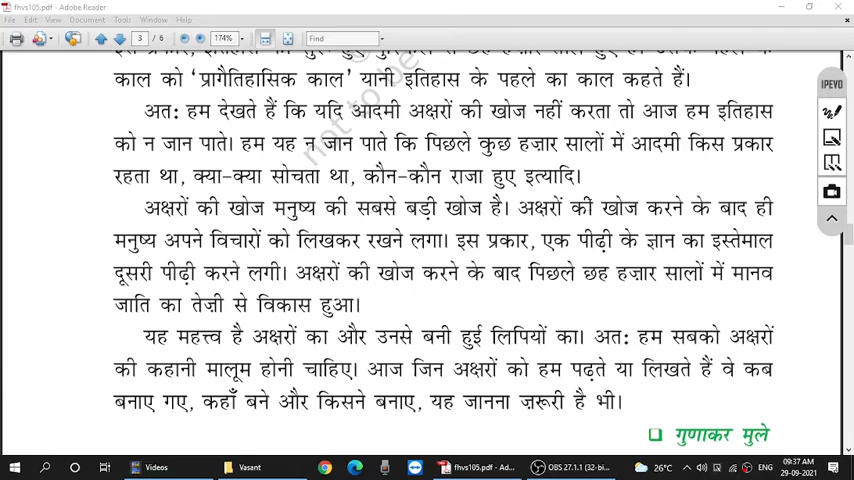 fhvs105.pdf - Adobe Reader
File Edit View Document Tools Window Help
3 / 6 174% Find
काल को ‘प्रागैतिहासिक काल’ यानी इतिहास के पहले का काल कहते हैं।
अतः हम देखते हैं कि यदि आदमी अक्षरों की खोज नहीं करता तो आज हम इतिहास
को न जान पाते। हम यह न जान पाते कि पिछले कुछ हज़ार सालों में आदमी किस प्रकार
रहता था, क्या-क्या सोचता था, कौन-कौन राजा हुए इत्यादि।
अक्षरों की खोज मनुष्य की सबसे बड़ी खोज है। अक्षरों की खोज करने के बाद ही
मनुष्य अपने विचारों को लिखकर रखने लगा। इस प्रकार, एक पीढ़ी के ज्ञान का इस्तेमाल
दूसरी पीढ़ी करने लगी। अक्षरों की खोज करने के बाद पिछले छह हज़ार सालों में मानव
जाति का तेज़ी से विकास हुआ।
यह महत्त्व है अक्षरों का और उनसे बनी हुई लिपियों का। अतः हम सबको अक्षरों
की कहानी मालूम होनी चाहिए। आज जिन अक्षरों को हम पढ़ते या लिखते हैं वे कब
बनाए गए, कहाँ बने और किसने बनाए, यह जानना ज़रूरी है भी।
गुणाकर मुले
not to be
IPEVO
Videos Vasant fhvs105.pdf - Ado... OBS 27.1.1 (32-bi... 26°C ENG 09:37 AM
29-09-2021